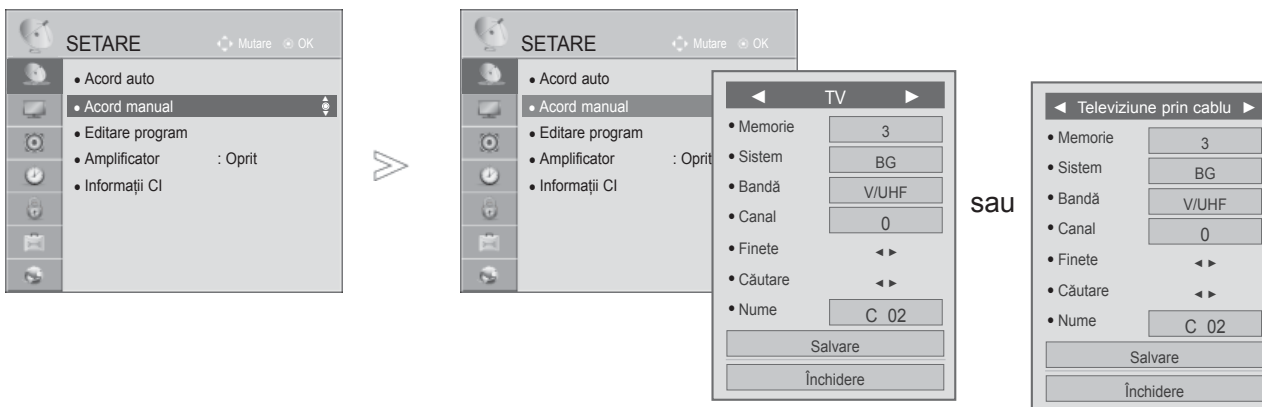 SETARE Mutare OK
• Acord auto
• Acord manual
• Editare program
• Amplificator : Oprit
• Informații CI
SETARE Mutare OK
• Acord auto
• Acord manual
• Editare program
• Amplificator : Oprit
• Informații CI
◄ TV ►
• Memorie 3
• Sistem BG
• Bandă V/UHF
• Canal 0
• Finete ◄ ►
• Căutare ◄ ►
• Nume C 02
Salvare
Închidere
sau
◄ Televiziune prin cablu ►
• Memorie 3
• Sistem BG
• Bandă V/UHF
• Canal 0
• Finete ◄ ►
• Căutare ◄ ►
• Nume C 02
Salvare
Închidere